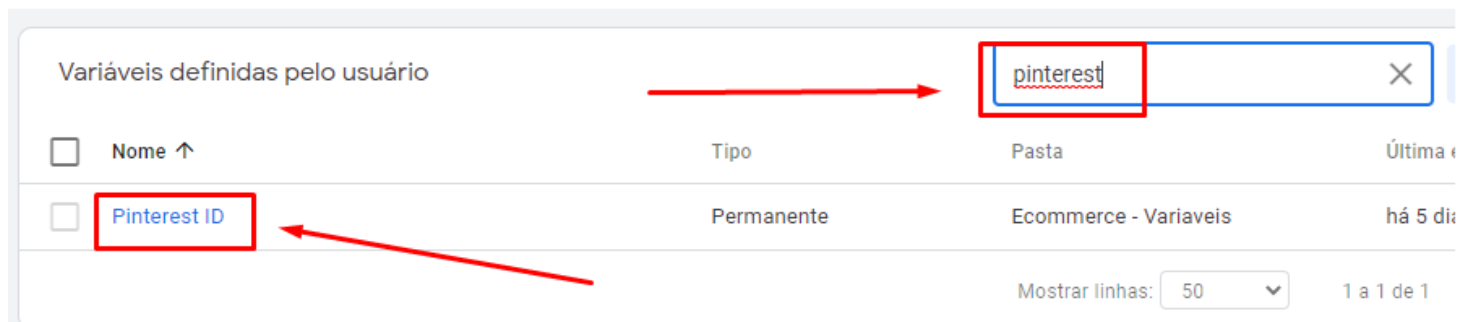 Variáveis definidas pelo usuário
pinterest
Nome Tipo Pasta Última
Pinterest ID Permanente Ecommerce - Variaveis há 5
Mostrar linhas: 50 1 a 1 de 1